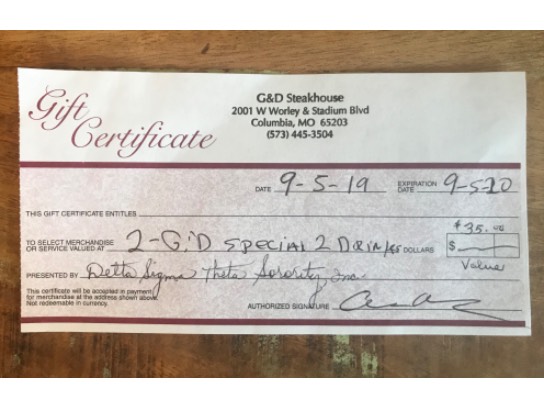 Gift
Certificate
G&D Steakhouse
2001 W Worley & Stadium Blvd
Columbia, MO 65203
(573) 445-3504
DATE 9-5-19 EXPIRATION DATE 9-5-20
THIS GIFT CERTIFICATE ENTITLES
TO SELECT MERCHANDISE
OR SERVICE VALUED AT 2-G'D SPECIAL 2 DRINKS DOLLARS $
$35.00
Value
PRESENTED BY Delta Sigma Theta Sorority, Inc.
This certificate will be accepted in payment
for merchandise at the address shown above.
Not redeemable in currency.
AUTHORIZED SIGNATURE